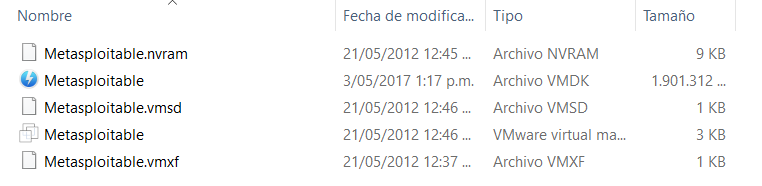 Nombre Fecha de modifica... Tipo Tamaño
Metasploitable.nvram 21/05/2012 12:45 ... Archivo NVRAM 9 KB
Metasploitable 3/05/2017 1:17 p.m. Archivo VMDK 1.901.312 ...
Metasploitable.vmsd 21/05/2012 12:46 ... Archivo VMSD 1 KB
Metasploitable 21/05/2012 12:46 ... VMware virtual ma... 3 KB
Metasploitable.vmxf 21/05/2012 12:37 ... Archivo VMXF 1 KB